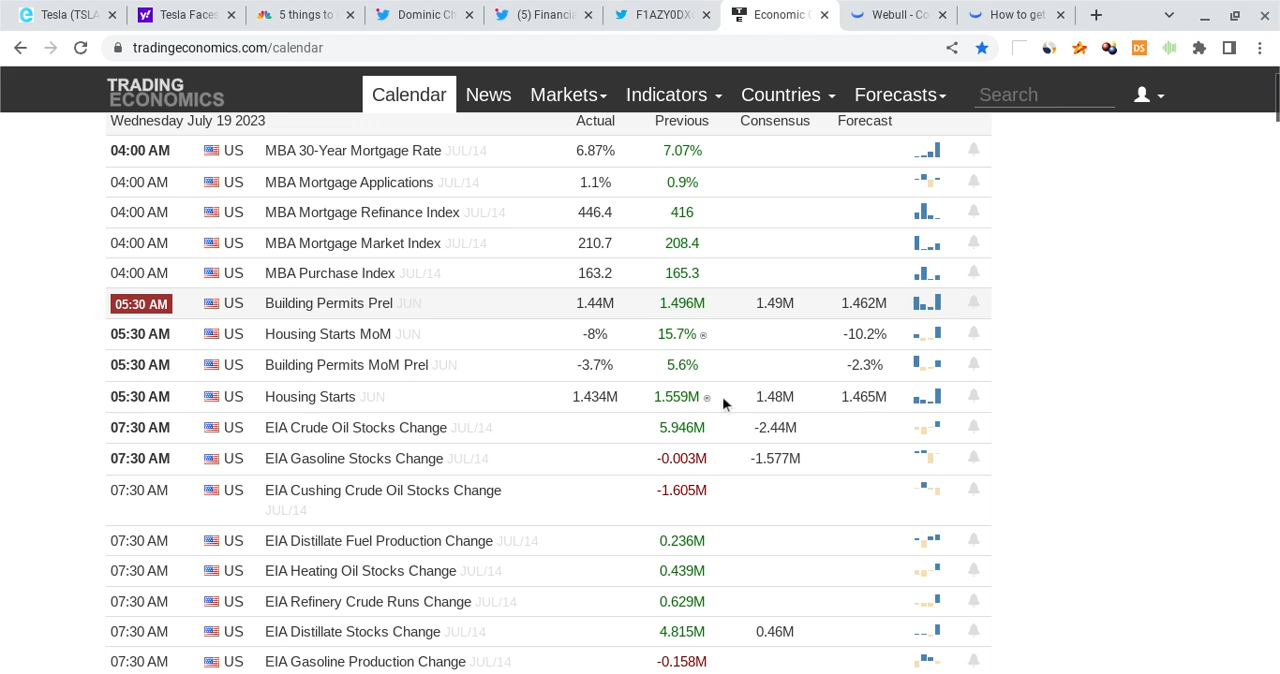 Tesla (TSLA
Tesla Faces
5 things to
Dominic Ch
(5) Financia
F1AZY0DX
Economic
Webull - Co
How to get
tradingeconomics.com/calendar
DS
TRADING ECONOMICS
Calendar News Markets Indicators Countries Forecasts Search
Wednesday July 19 2023 Actual Previous Consensus Forecast
04:00 AM US MBA 30-Year Mortgage Rate JUL/14 6.87% 7.07%
04:00 AM US MBA Mortgage Applications JUL/14 1.1% 0.9%
04:00 AM US MBA Mortgage Refinance Index JUL/14 446.4 416
04:00 AM US MBA Mortgage Market Index JUL/14 210.7 208.4
04:00 AM US MBA Purchase Index JUL/14 163.2 165.3
05:30 AM US Building Permits Prel JUN 1.44M 1.496M 1.49M 1.462M
05:30 AM US Housing Starts MoM JUN -8% 15.7% ® -10.2%
05:30 AM US Building Permits MoM Prel JUN -3.7% 5.6% -2.3%
05:30 AM US Housing Starts JUN 1.434M 1.559M ® 1.48M 1.465M
07:30 AM US EIA Crude Oil Stocks Change JUL/14 5.946M -2.44M
07:30 AM US EIA Gasoline Stocks Change JUL/14 -0.003M -1.577M
07:30 AM US EIA Cushing Crude Oil Stocks Change -1.605M
JUL/14
07:30 AM US EIA Distillate Fuel Production Change JUL/14 0.236M
07:30 AM US EIA Heating Oil Stocks Change JUL/14 0.439M
07:30 AM US EIA Refinery Crude Runs Change JUL/14 0.629M
07:30 AM US EIA Distillate Stocks Change JUL/14 4.815M 0.46M
07:30 AM US EIA Gasoline Production Change JUL/14 -0.158M